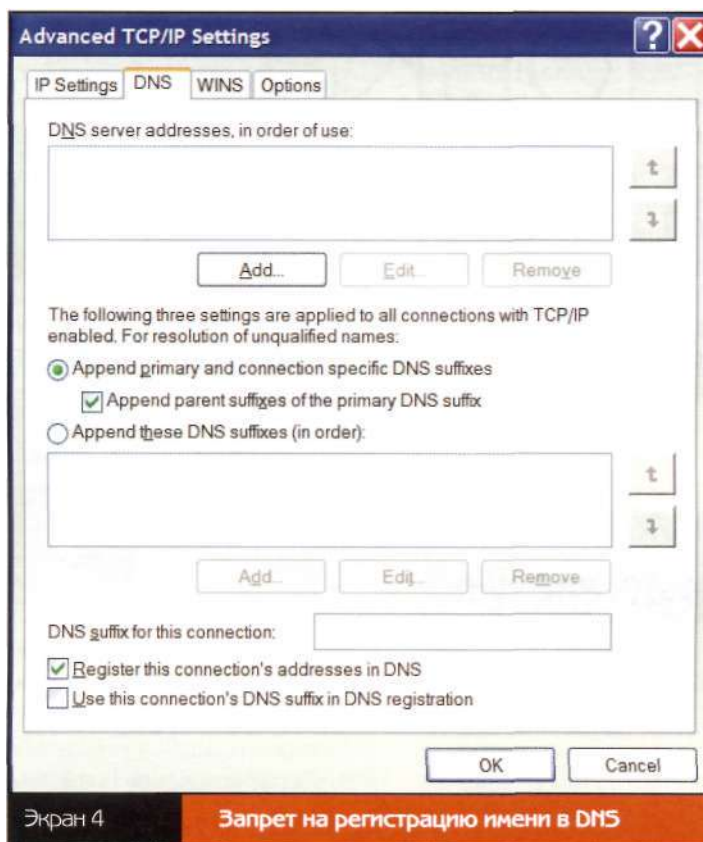 Advanced TCP/IP Settings
IP Settings DNS WINS Options
DNS server addresses, in order of use:
Add... Edit... Remove
The following three settings are applied to all connections with TCP/IP
enabled. For resolution of unqualified names:
Append primary and connection specific DNS suffixes
Append parent suffixes of the primary DNS suffix
Append these DNS suffixes (in order):
Add... Edit... Remove
DNS suffix for this connection:
Register this connection's addresses in DNS
Use this connection's DNS suffix in DNS registration
OK Cancel
Экран 4 Запрет на регистрацию имени в DNS